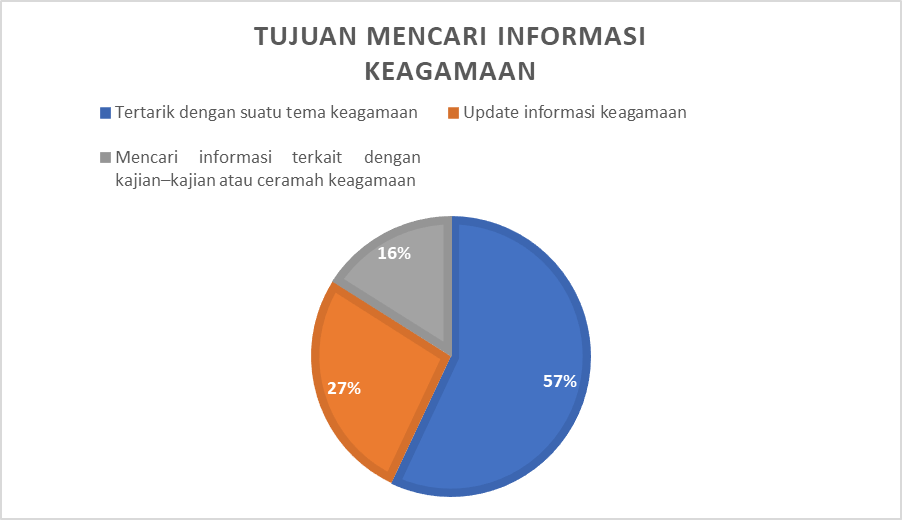 TUJUAN MENCARI INFORMASI
KEAGAMAAN
Tertarik dengan suatu tema keagamaan
Update informasi keagamaan
Mencari informasi terkait dengan
kajian–kajian atau ceramah keagamaan
16%
57%
27%